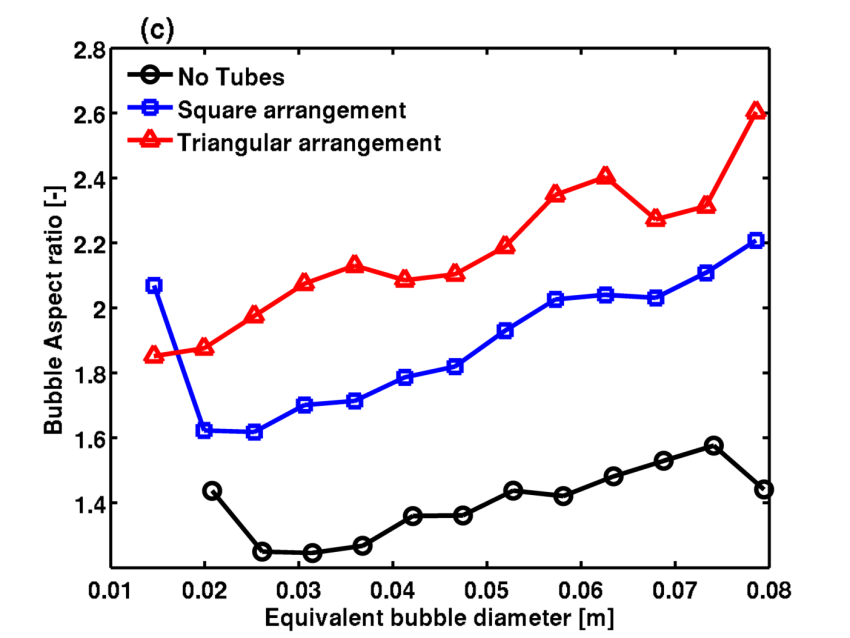 (c)
No Tubes
Square arrangement
Triangular arrangement
Bubble Aspect ratio [-]
2.8
2.6
2.4
2.2
2
1.8
1.6
1.4
0.01 0.02 0.03 0.04 0.05 0.06 0.07 0.08
Equivalent bubble diameter [m]